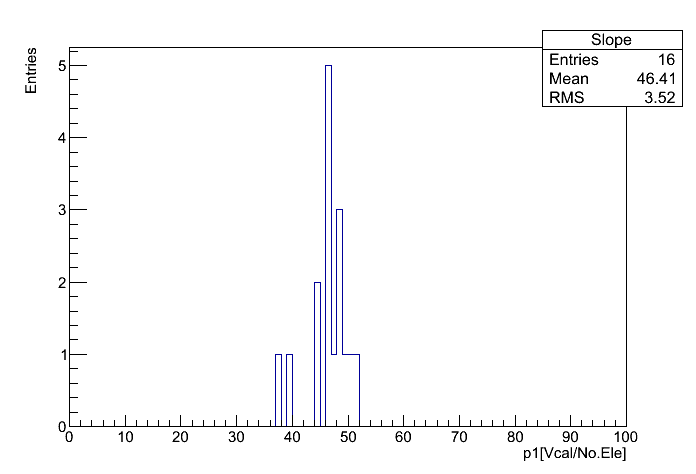 Slope
Entries 16
Mean 46.41
RMS 3.52
Entries
5
4
3
2
1
0
0 10 20 30 40 50 60 70 80 90 100
p1[Vcal/No.Ele]